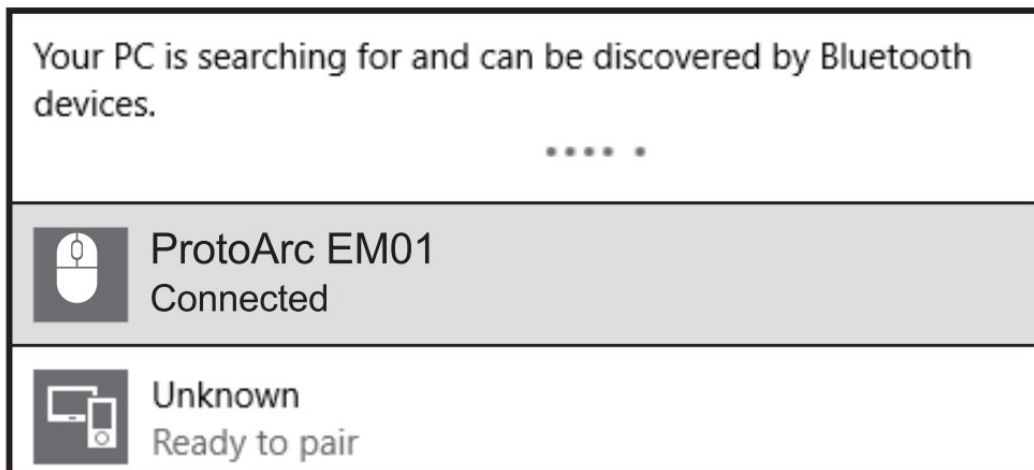 Your PC is searching for and can be discovered by Bluetooth
devices.
ProtoArc EM01
Connected
Unknown
Ready to pair